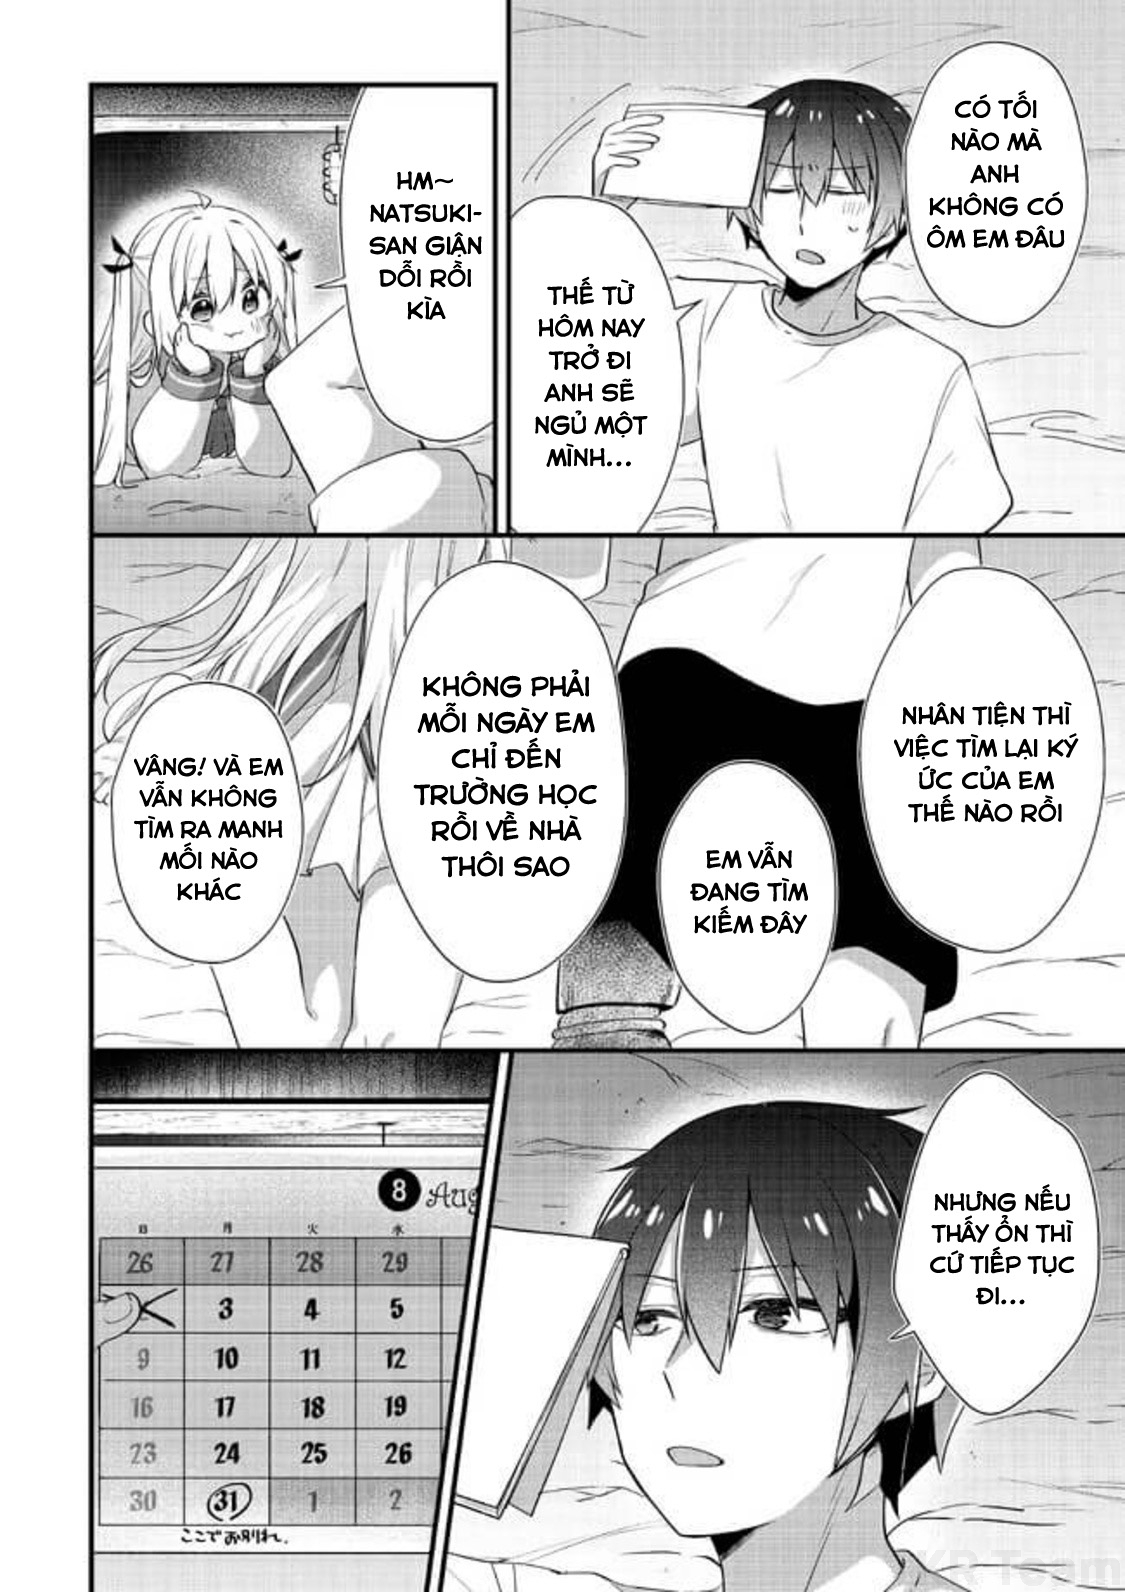 CÓ TỐI
NÀO MÀ
ANH
KHÔNG CÓ
ÔM EM ĐÂU
THẾ TỪ
HÔM NAY
TRỞ ĐI
ANH SẼ
NGỦ MỘT
MÌNH...
HM~
NATSUKI-
SAN GIẬN
DỖI RỒI
KÌA
NHÂN TIỆN THÌ
VIỆC TÌM LẠI KÝ
ỨC CỦA EM
THẾ NÀO RỒI
EM VẪN
ĐANG TÌM
KIẾM ĐÂY
KHÔNG PHẢI
MỖI NGÀY EM
CHỈ ĐẾN
TRƯỜNG HỌC
RỒI VỀ NHÀ
THÔI SAO
VÂNG! VÀ EM
VẪN KHÔNG
TÌM RA MANH
MỐI NÀO
KHÁC
NHƯNG NẾU
THẤY ỔN THÌ
CỨ TIẾP TỤC
ĐI...
8 Aug
日 月 火 水
26 27 28 29
3 4 5
9 10 11 12
16 17 18 19
23 24 25 26
30 31 1 2
ここでお別れ。
KR Team